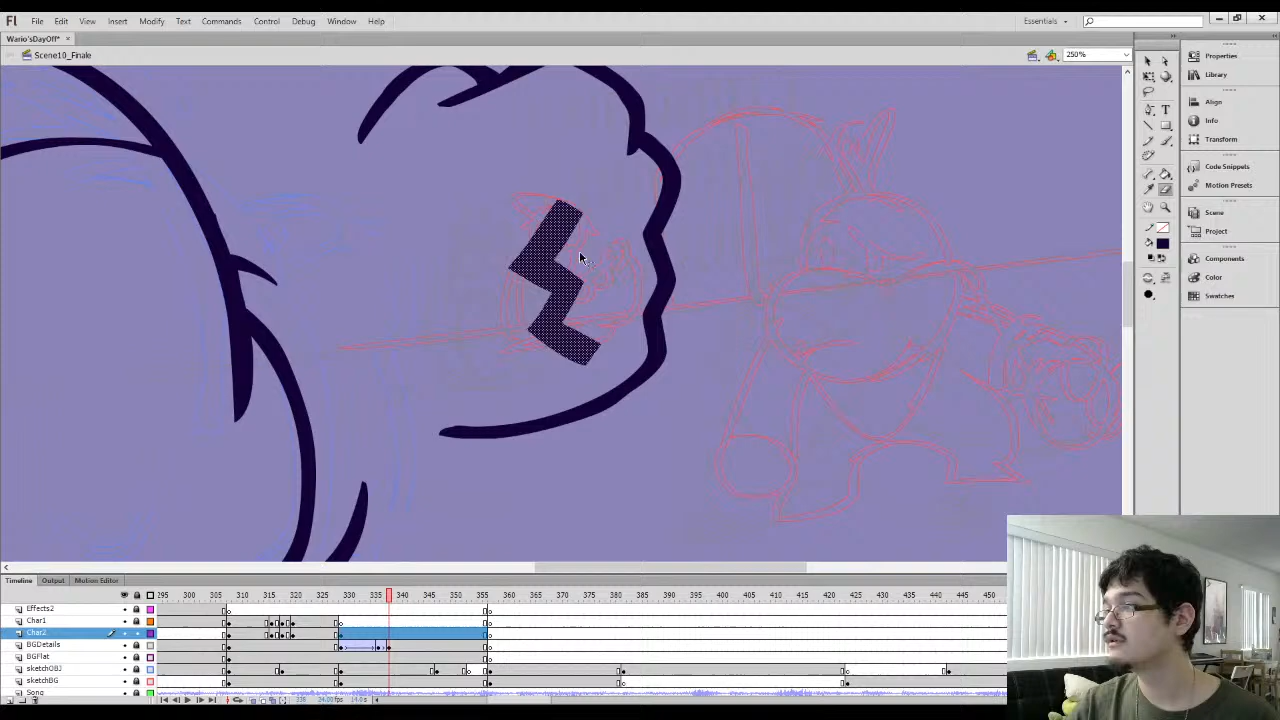 Fl File Edit View Insert Modify Text Commands Control Debug Window Help Essentials
Wario'sDayOff* ×
Scene10_Finale 250%
Properties
Library
Align
Info
Transform
Code Snippets
Motion Presets
Scene
Project
Components
Color
Swatches
Timeline Output Motion Editor
295 300 305 310 315 320 325 330 335 340 345 350 355 360 365 370 375 380 385 390 395 400 405 410 415 420 425 430 435 440 445 450
Effects2
Char1
Char2
BGDetails
BGFlat
sketchOBJ
sketchBG
Song